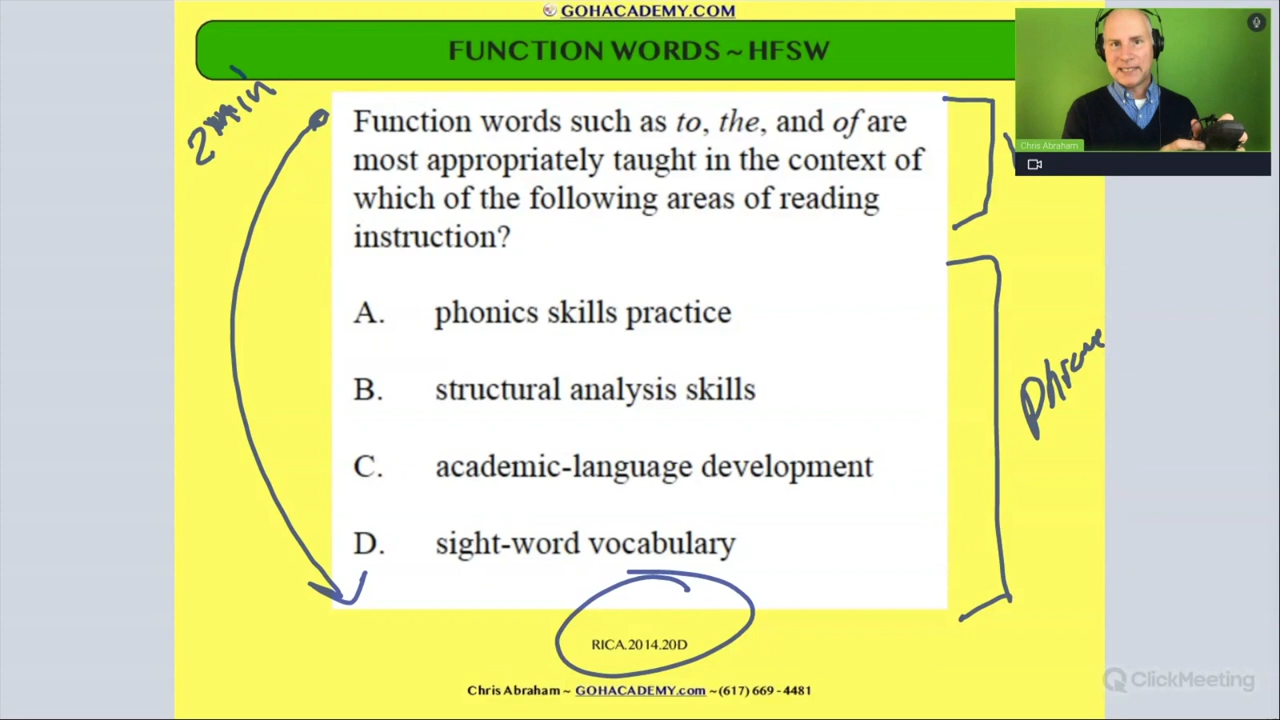 GOHACADEMY.COM
FUNCTION WORDS ~ HFSW
Chris Abraham
2 min
Function words such as to, the, and of are
most appropriately taught in the context of
which of the following areas of reading
instruction?
A. phonics skills practice
B. structural analysis skills
C. academic-language development
D. sight-word vocabulary
RICA.2014.20D
Chris Abraham ~ GOHACADEMY.com ~(617) 669 - 4481
ClickMeeting